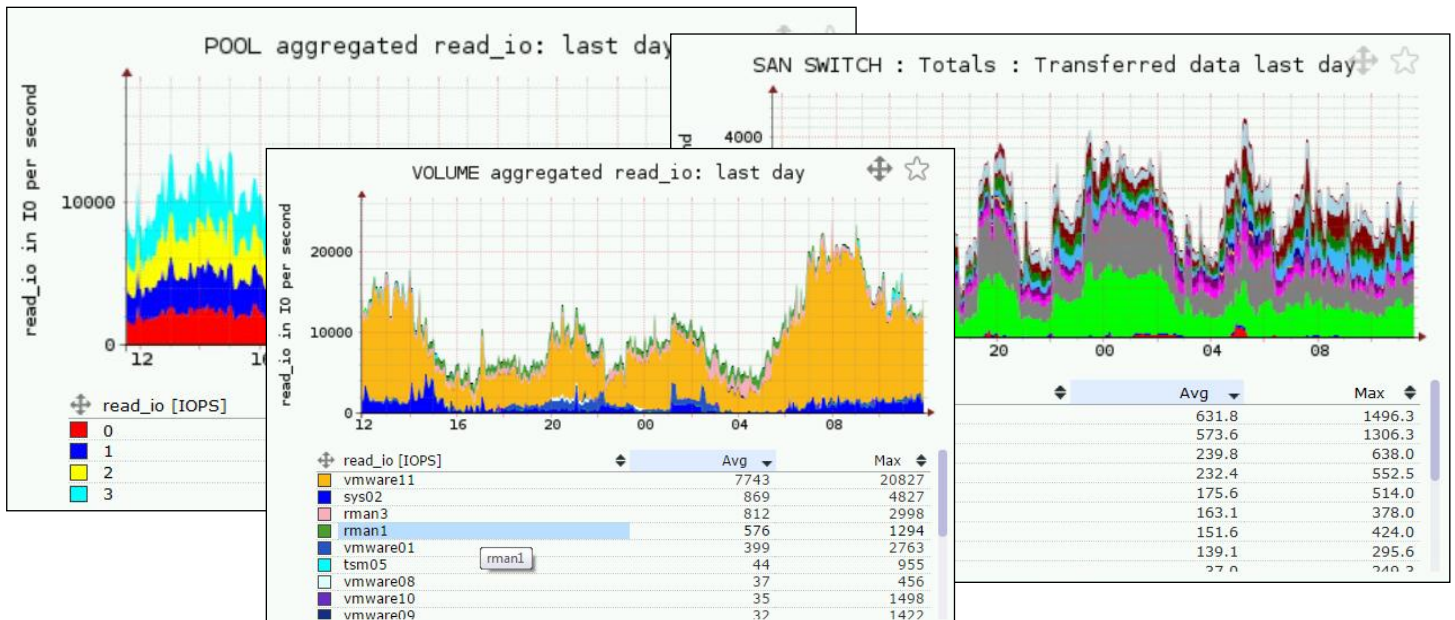 POOL aggregated read_io: last day
read_io in IO per second
10000
0
12 16
read_io [IOPS]
0
1
2
3
VOLUME aggregated read_io: last day
read_io in IO per second
20000
10000
0
12 16 20 00 04 08
read_io [IOPS] Avg Max
vmware11 7743 20827
sys02 869 4827
rman3 812 2998
rman1 576 1294
vmware01 399 2763
rman1
tsm05 44 955
vmware08 37 456
vmware10 35 1498
vmware09 32 1422
SAN SWITCH : Totals : Transferred data last day
4000
20 00 04 08
Avg Max
631.8 1496.3
573.6 1306.3
239.8 638.0
232.4 552.5
175.6 514.0
163.1 378.0
151.6 424.0
139.1 295.6